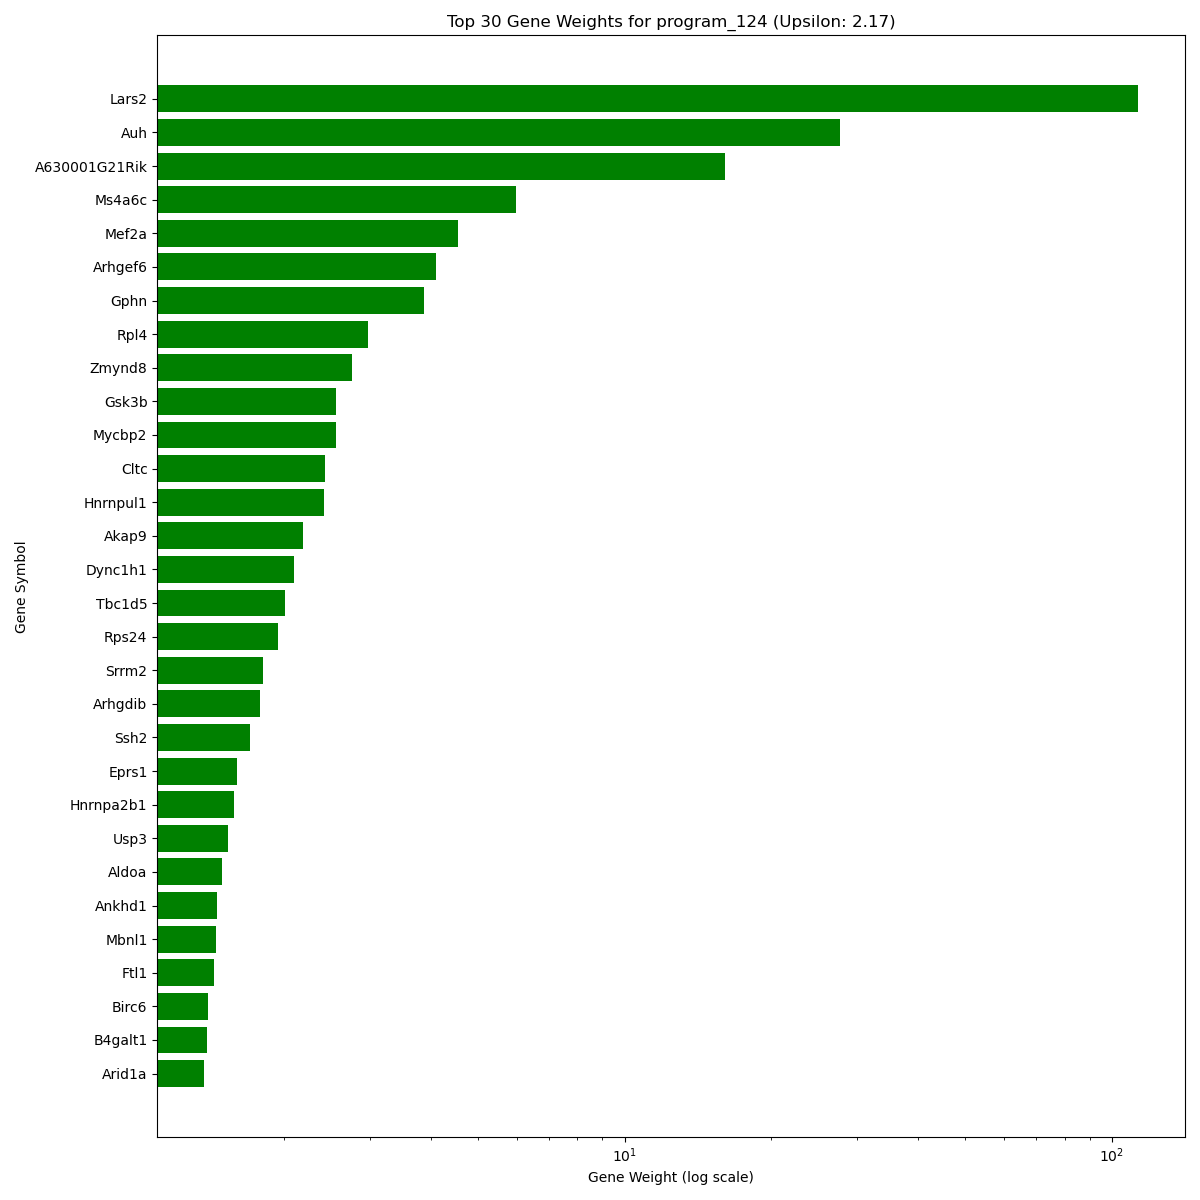 Top 30 Gene Weights for program_124 (Upsilon: 2.17)
Lars2
Auh
A630001G21Rik
Ms4a6c
Mef2a
Arhgef6
Gphn
Rpl4
Zmynd8
Gsk3b
Mycbp2
Cltc
Hnrnpul1
Akap9
Dync1h1
Tbc1d5
Rps24
Srrm2
Arhgdib
Ssh2
Eprs1
Hnrnpa2b1
Usp3
Aldoa
Ankhd1
Mbnl1
Ftl1
Birc6
B4galt1
Arid1a
Gene Symbol
10¹ 10²
Gene Weight (log scale)